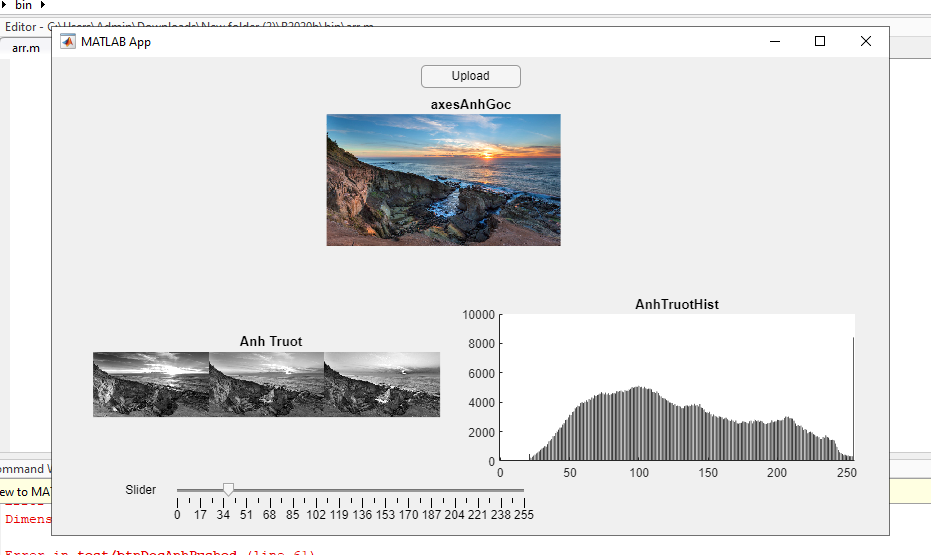 bin
Editor - C:\Users\Admin\Downloads\New folder (2)\R2020b\bin\arr.m
arr.m
MATLAB App
Upload
axesAnhGoc
Anh Truot
AnhTruotHist
10000
8000
6000
4000
2000
0
0 50 100 150 200 250
Slider
0 17 34 51 68 85 102 119 136 153 170 187 204 221 238 255
ew to MAT
Dimens
Error in test/btnDocAnhPushed (line 61)